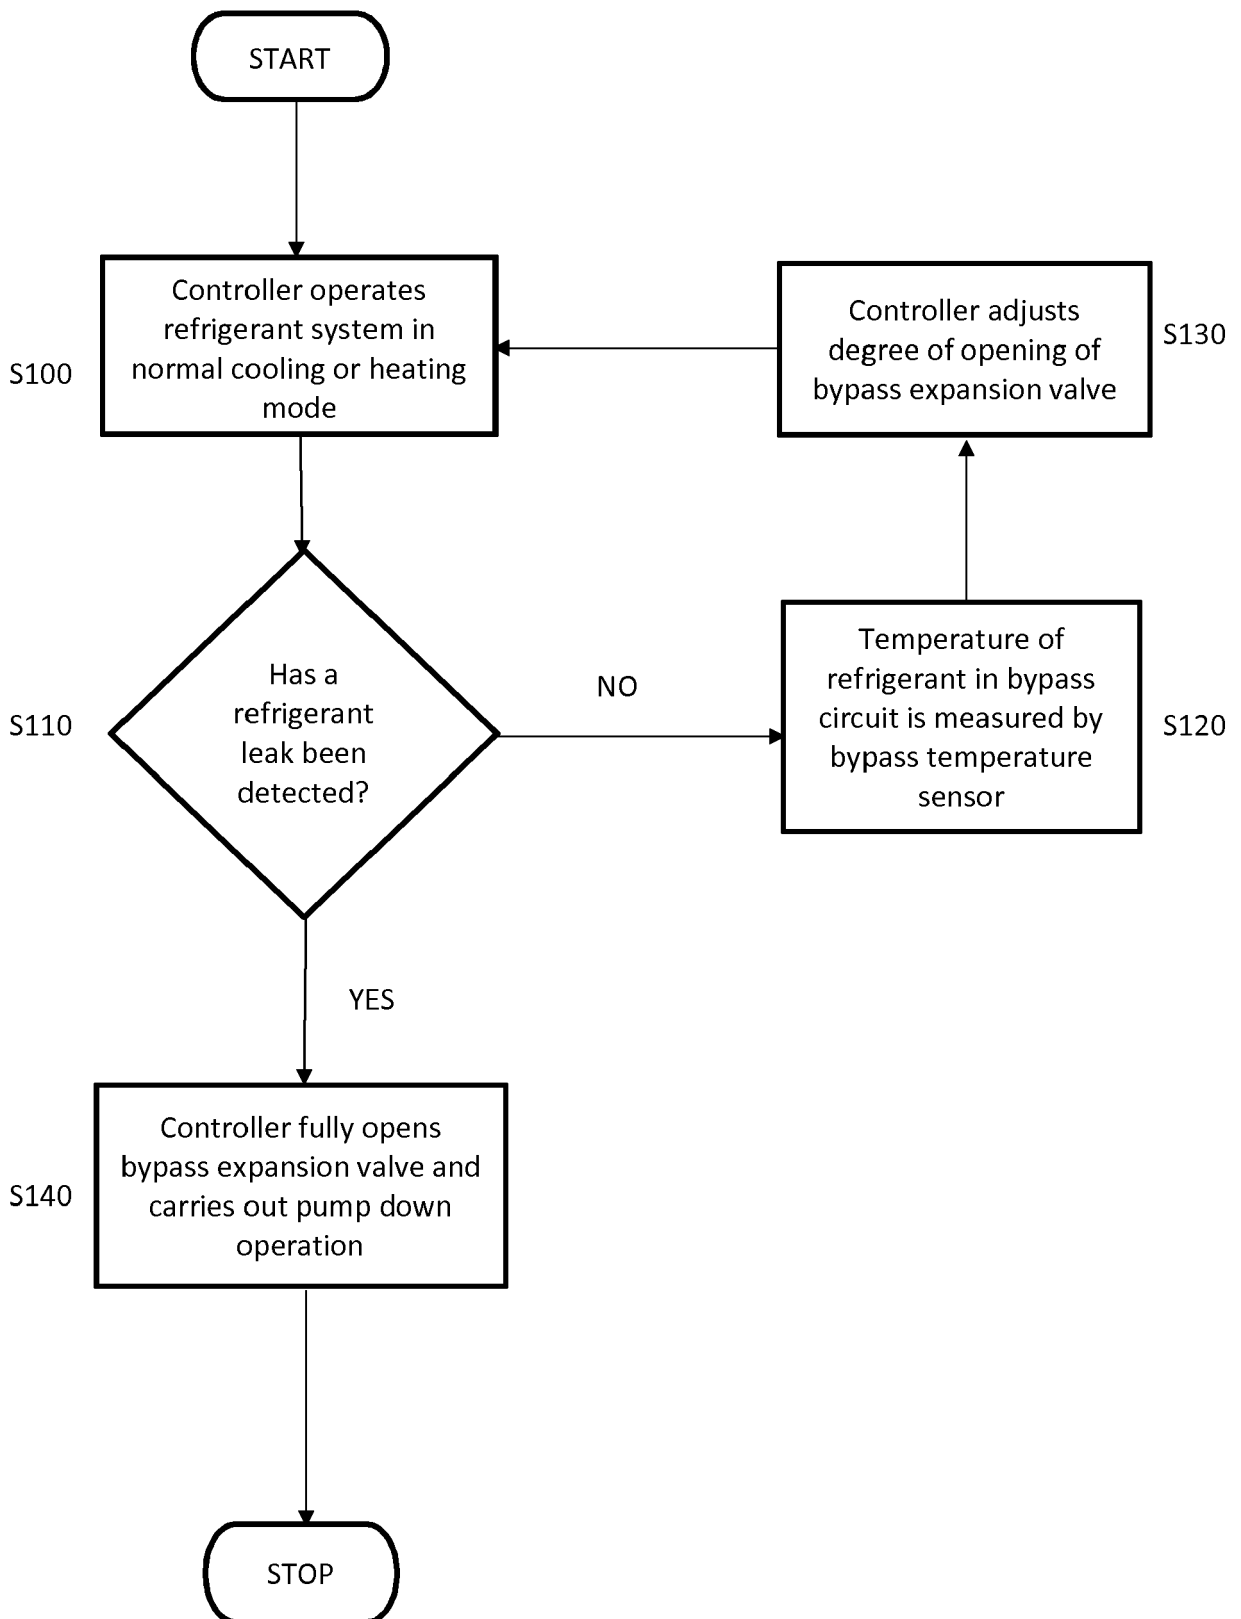 START
Controller operates
refrigerant system in
normal cooling or heating
mode
S100
Controller adjusts
degree of opening of
bypass expansion valve
S130
Has a
refrigerant
leak been
detected?
S110
NO
Temperature of
refrigerant in bypass
circuit is measured by
bypass temperature
sensor
S120
YES
Controller fully opens
bypass expansion valve and
carries out pump down
operation
S140
STOP